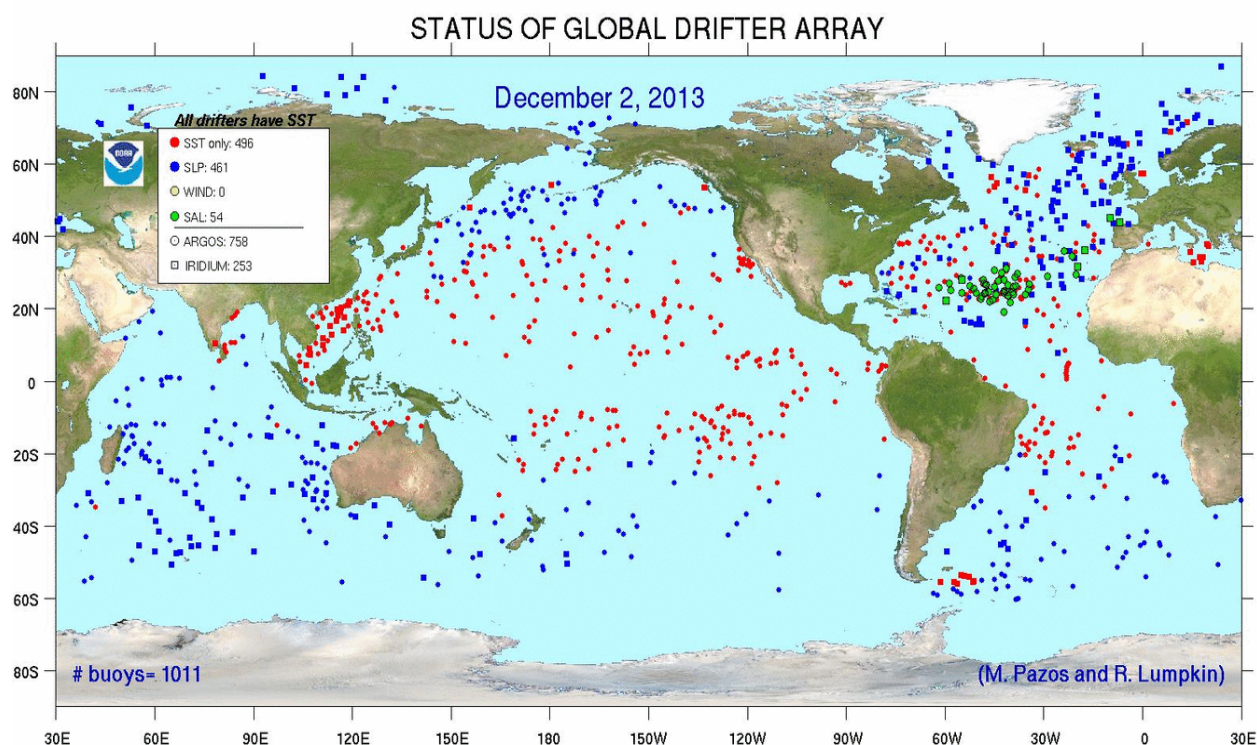 STATUS OF GLOBAL DRIFTER ARRAY
December 2, 2013
All drifters have SST
NOAA
SST only: 496
SLP: 461
WIND: 0
SAL: 54
ARGOS: 758
IRIDIUM: 253
80N
60N
40N
20N
0
20S
40S
60S
80S
# buoys= 1011
(M. Pazos and R. Lumpkin)
30E 60E 90E 120E 150E 180 150W 120W 90W 60W 30W 0 30E